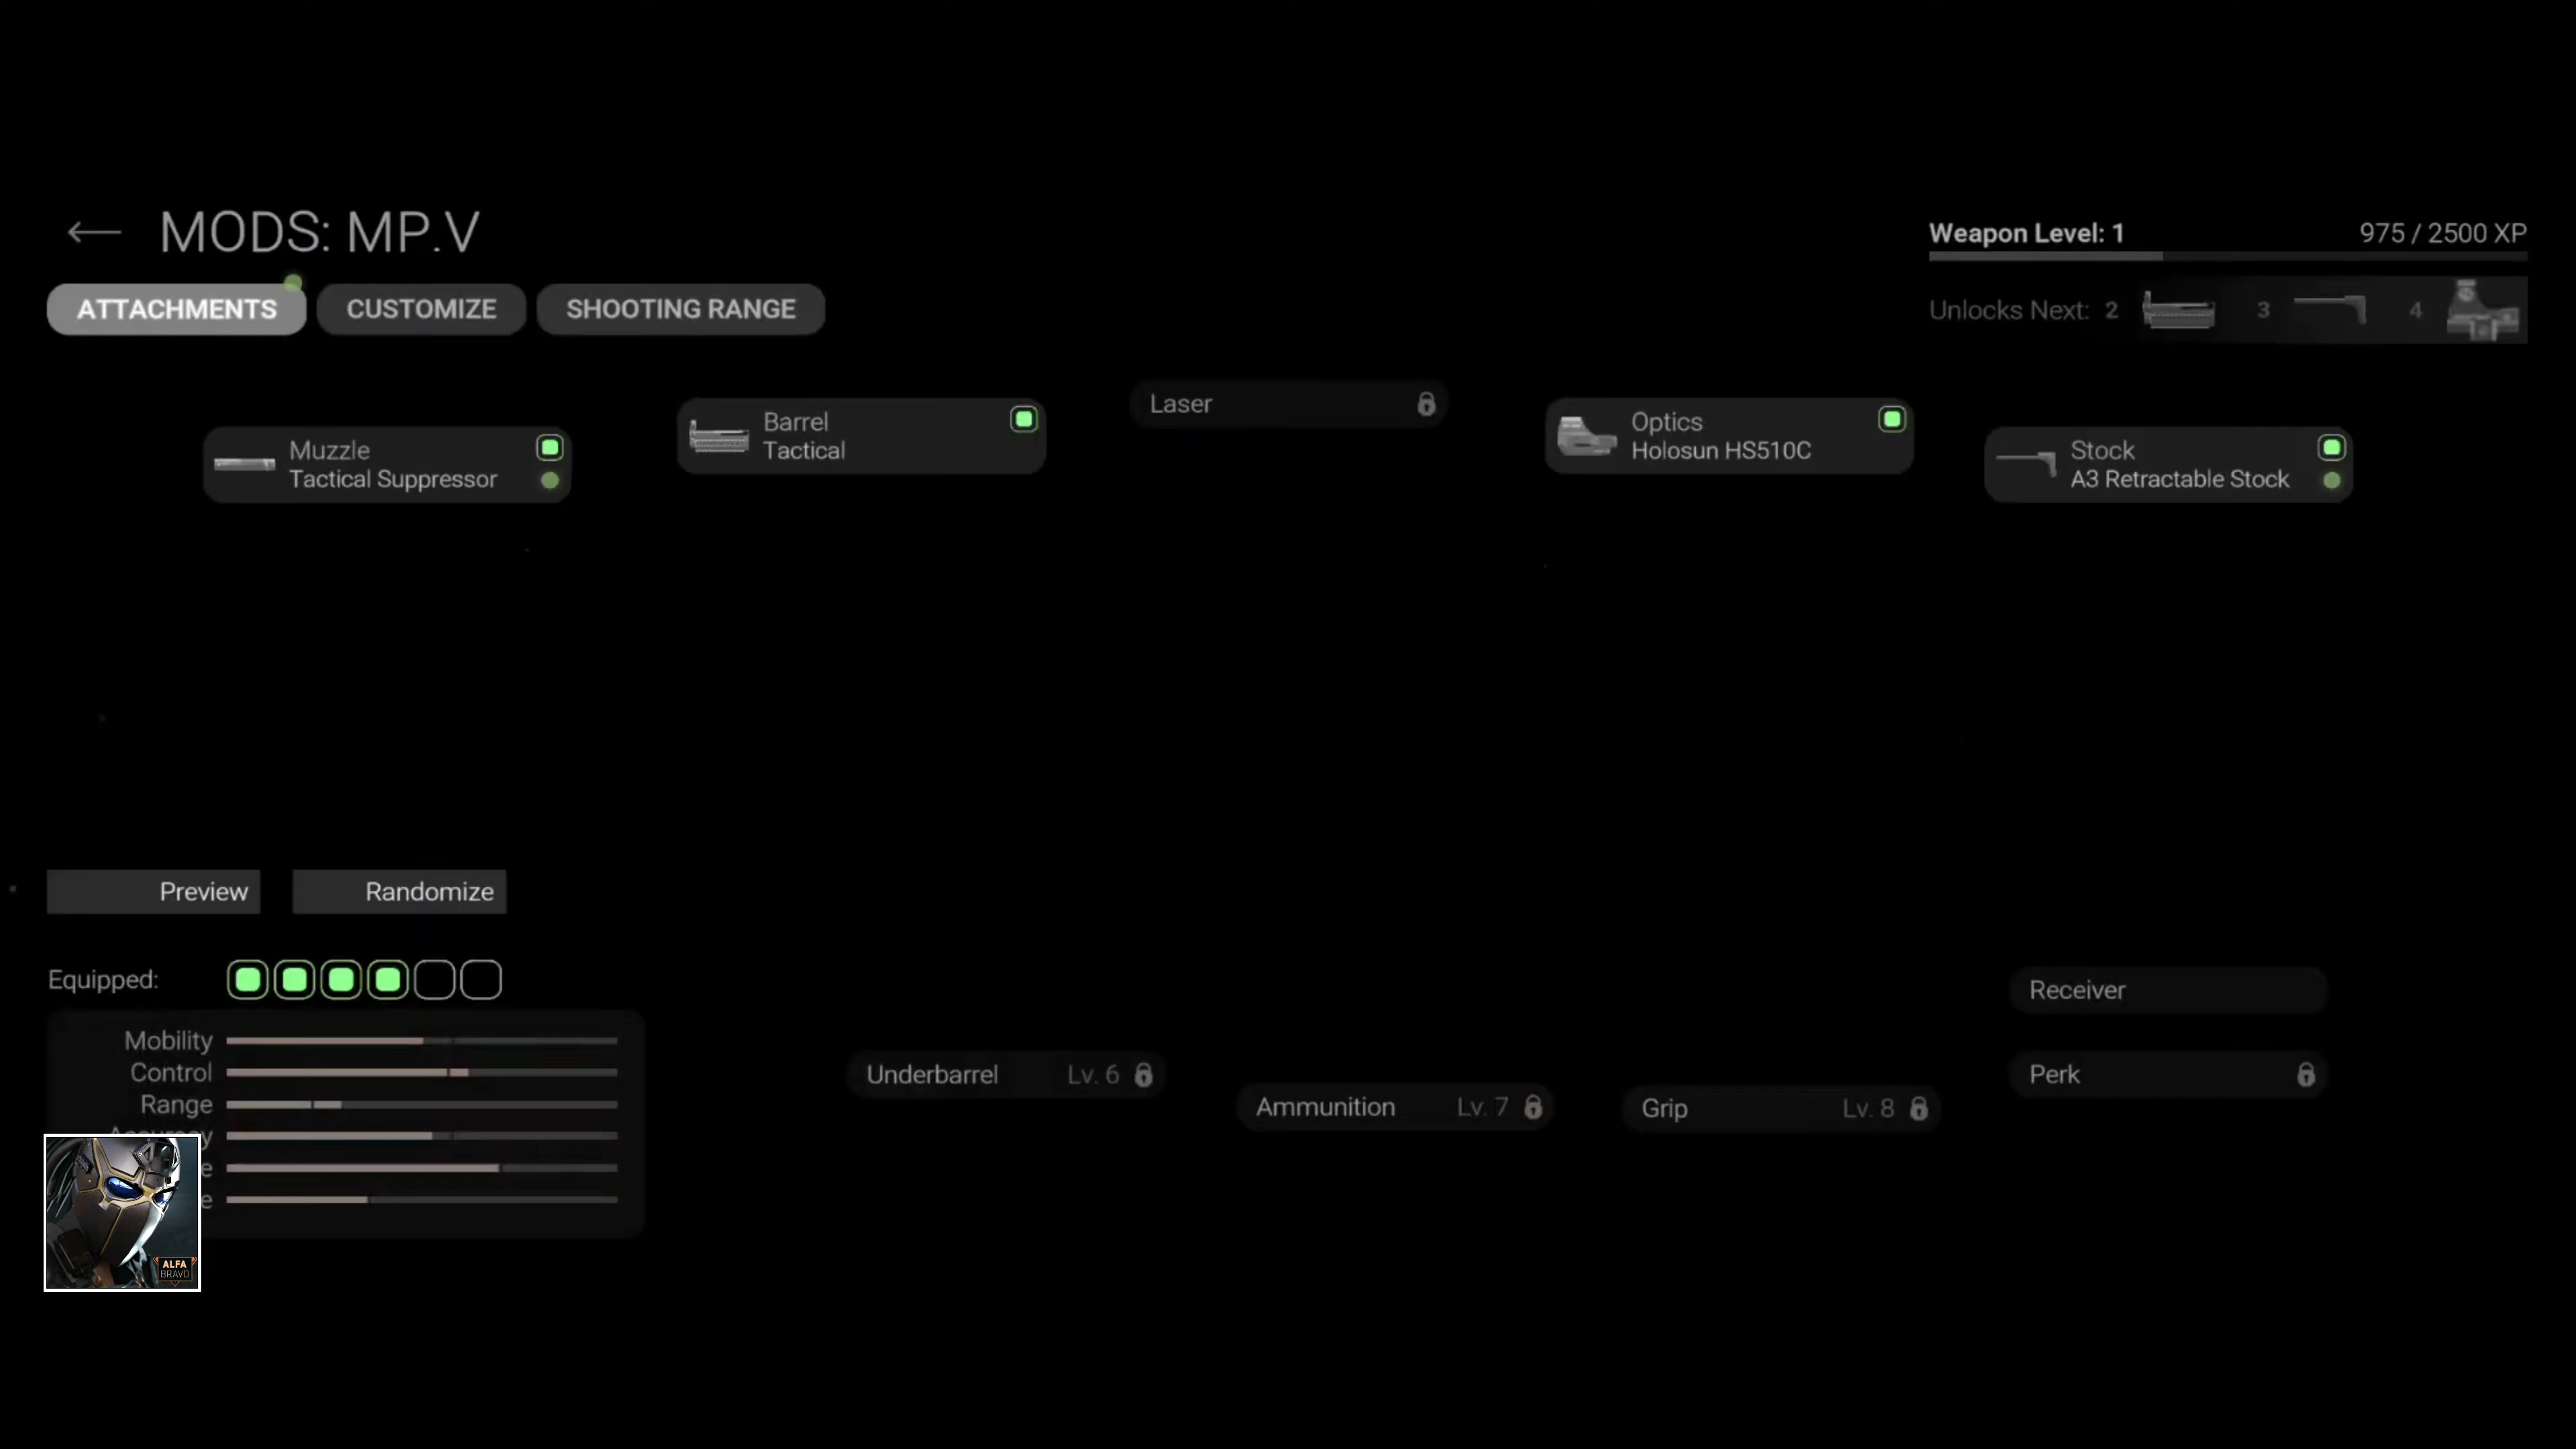 MODS: MP.V
Weapon Level: 1
975 / 2500 XP
ATTACHMENTS
CUSTOMIZE
SHOOTING RANGE
Unlocks Next:
2
3
4
Muzzle
Tactical Suppressor
Barrel
Tactical
Laser
Optics
Holosun HS510C
Stock
A3 Retractable Stock
Preview
Randomize
Equipped:
Mobility
Control
Range
Accuracy
Underbarrel Lv. 6
Ammunition Lv. 7
Grip Lv. 8
Receiver
Perk
ALFA
BRAVO